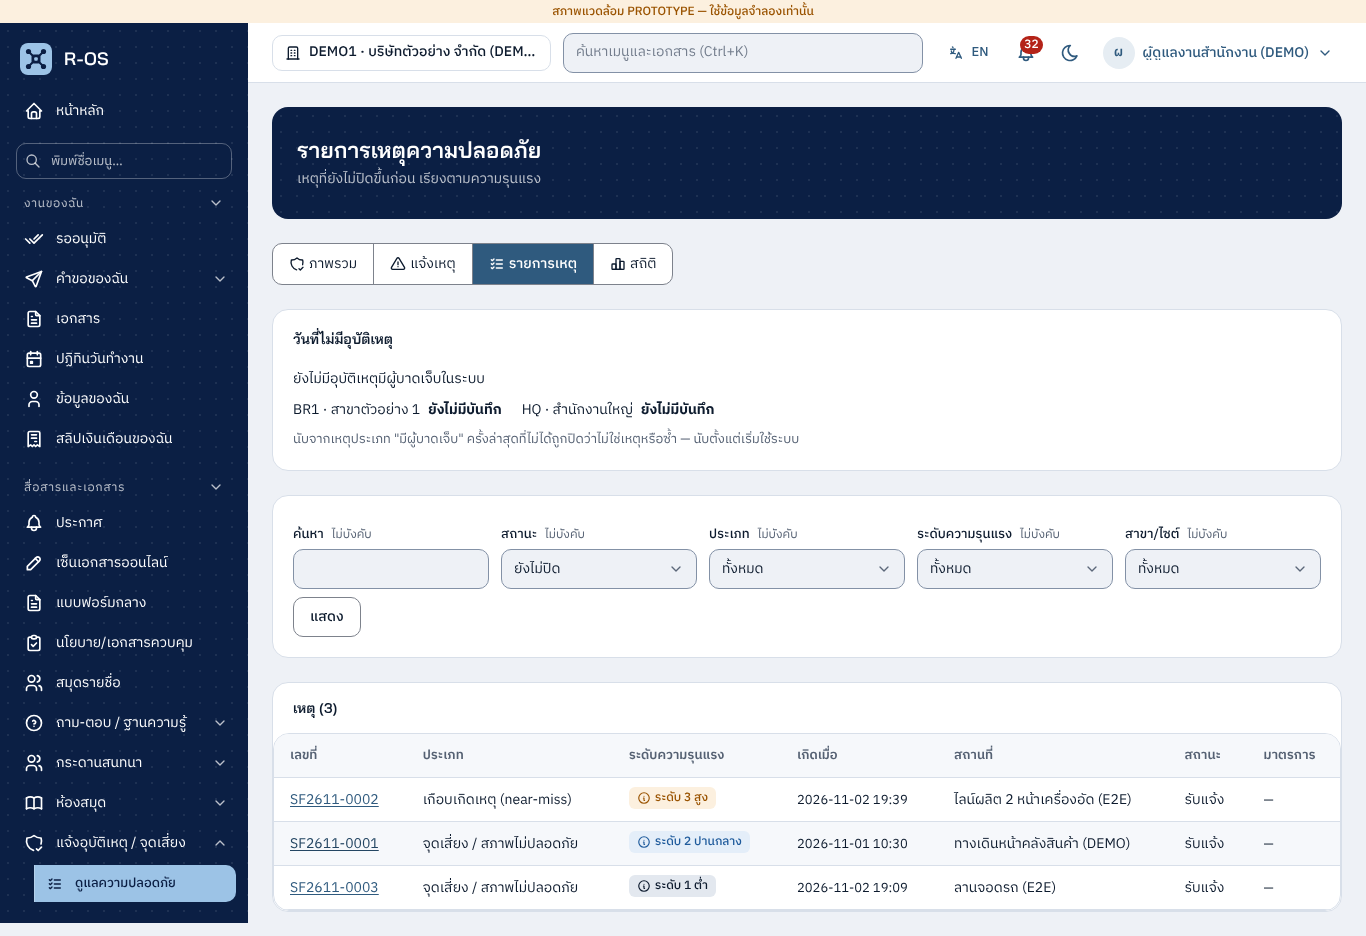 สภาพแวดล้อม PROTOTYPE — ใช้ข้อมูลจำลองเท่านั้น
R-OS
หน้าหลัก
พิมพ์ชื่อเมนู...
งานของฉัน
รออนุมัติ
คำขอของฉัน
เอกสาร
ปฏิทินวันทำงาน
ข้อมูลของฉัน
สลิปเงินเดือนของฉัน
สื่อสารและเอกสาร
ประกาศ
เซ็นเอกสารออนไลน์
แบบฟอร์มกลาง
นโยบาย/เอกสารควบคุม
สมุดรายชื่อ
ถาม-ตอบ / ฐานความรู้
กระดานสนทนา
ห้องสมุด
แจ้งอุบัติเหตุ / จุดเสี่ยง
ดูแลความปลอดภัย
DEMO1 · บริษัทตัวอย่าง จำกัด (DEM...
ค้นหาเมนูและเอกสาร (Ctrl+K)
EN
32
ผ
ผู้ดูแลงานสำนักงาน (DEMO)
รายการเหตุความปลอดภัย
เหตุที่ยังไม่ปิดขึ้นก่อน เรียงตามความรุนแรง
ภาพรวม แจ้งเหตุ รายการเหตุ สถิติ
วันที่ไม่มีอุบัติเหตุ
ยังไม่มีอุบัติเหตุมีผู้บาดเจ็บในระบบ
BR1 · สาขาตัวอย่าง 1 ยังไม่มีบันทึก HQ · สำนักงานใหญ่ ยังไม่มีบันทึก
นับจากเหตุประเภท "มีผู้บาดเจ็บ" ครั้งล่าสุดที่ไม่ได้ถูกปิดว่าไม่ใช่เหตุหรือซ้ำ — นับตั้งแต่เริ่มใช้ระบบ
ค้นหา ไม่บังคับ สถานะ ไม่บังคับ ประเภท ไม่บังคับ ระดับความรุนแรง ไม่บังคับ สาขา/ไซต์ ไม่บังคับ
ยังไม่ปิด ทั้งหมด ทั้งหมด ทั้งหมด
แสดง
เหตุ (3)
เลขที่ ประเภท ระดับความรุนแรง เกิดเมื่อ สถานที่ สถานะ มาตรการ
SF2611-0002 เกือบเกิดเหตุ (near-miss) ระดับ 3 สูง 2026-11-02 19:39 ไลน์ผลิต 2 หน้าเครื่องอัด (E2E) รับแจ้ง —
SF2611-0001 จุดเสี่ยง / สภาพไม่ปลอดภัย ระดับ 2 ปานกลาง 2026-11-01 10:30 ทางเดินหน้าคลังสินค้า (DEMO) รับแจ้ง —
SF2611-0003 จุดเสี่ยง / สภาพไม่ปลอดภัย ระดับ 1 ต่ำ 2026-11-02 19:09 ลานจอดรถ (E2E) รับแจ้ง —